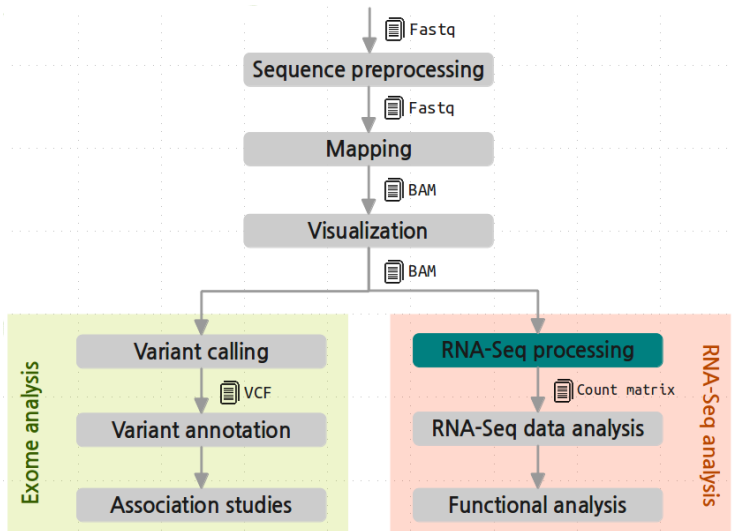 Fastq
Sequence preprocessing
Fastq
Mapping
BAM
Visualization
BAM
Exome analysis
Variant calling
VCF
Variant annotation
Association studies
RNA-Seq processing
Count matrix
RNA-Seq data analysis
Functional analysis
RNA-Seq analysis